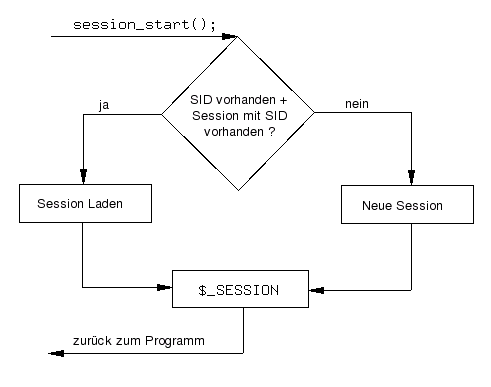 session_start();
SID vorhanden +
Session mit SID
vorhanden ?
ja
nein
Session Laden
Neue Session
$_SESSION
zurück zum Programm